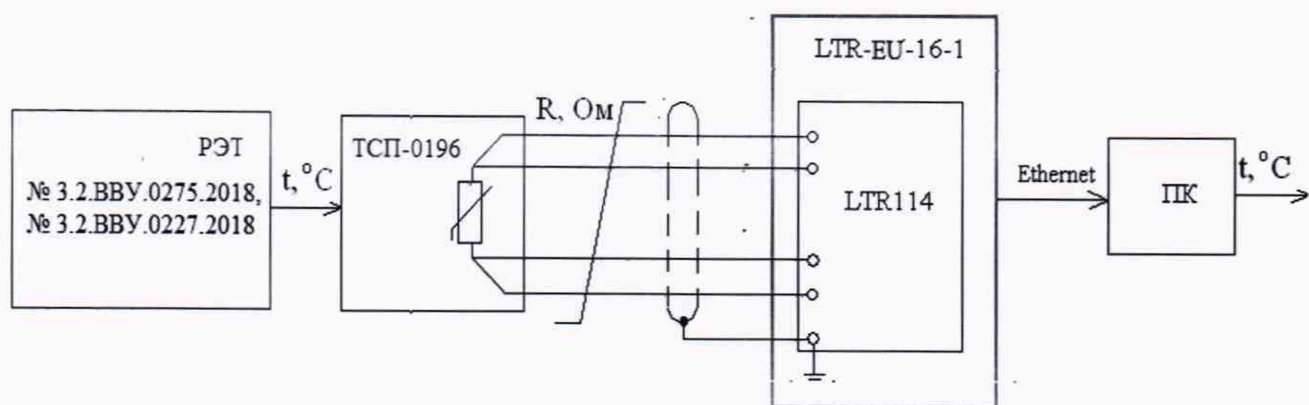 РЭТ
№ 3.2.ВВУ.0275.2018,
№ 3.2.ВВУ.0227.2018
t,°C
ТСП-0196
R, Ом
LTR-EU-16-1
LTR114
Ethernet
ПК
t,°C